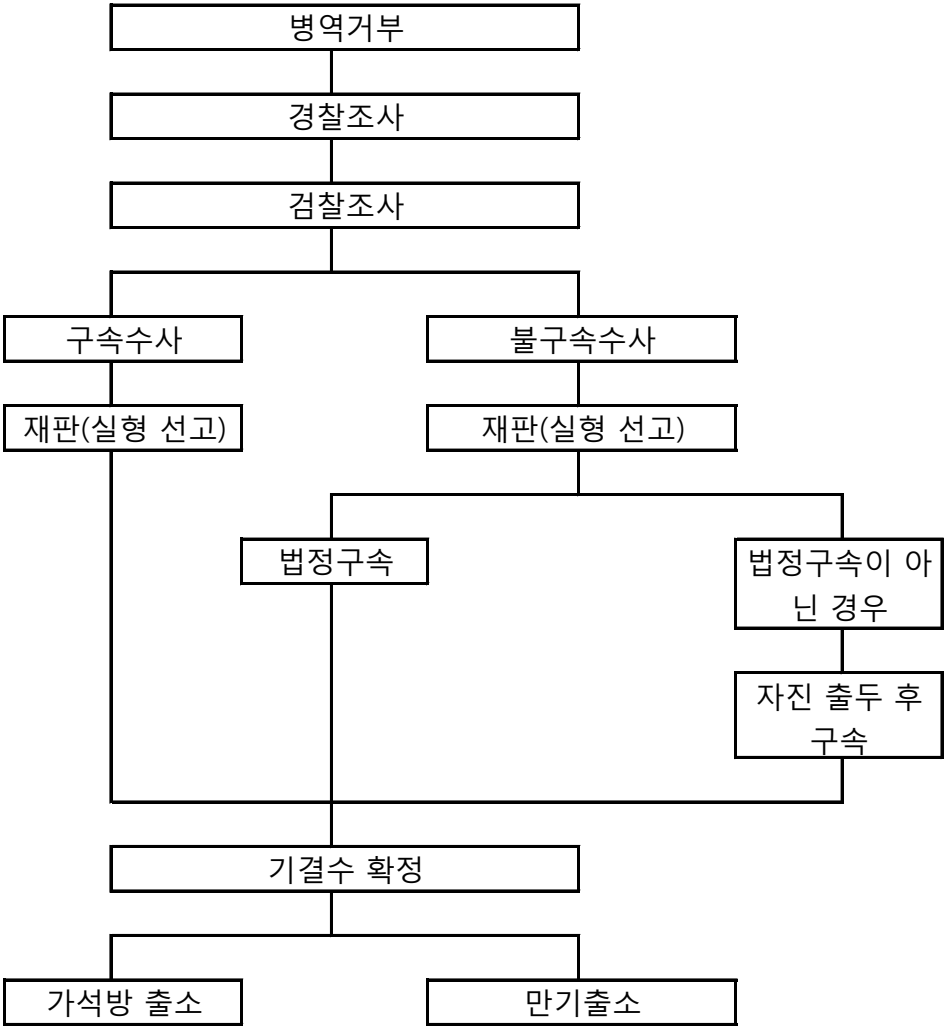 병역거부
경찰조사
검찰조사
구속수사
불구속수사
재판(실형 선고)
재판(실형 선고)
법정구속
법정구속이 아
닌 경우
자진 출두 후
구속
기결수 확정
가석방 출소
만기출소